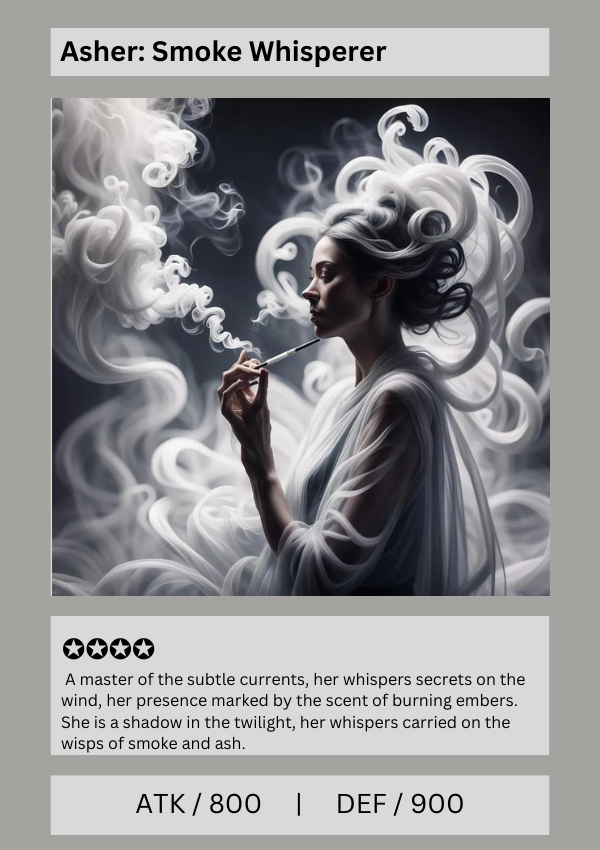 Asher: Smoke Whisperer
✪✪✪✪
A master of the subtle currents, her whispers secrets on the
wind, her presence marked by the scent of burning embers.
She is a shadow in the twilight, her whispers carried on the
wisps of smoke and ash.
ATK / 800 | DEF / 900